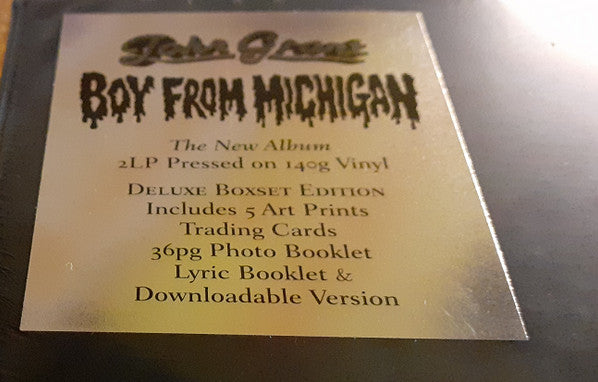 John Grant
BOY FROM MICHIGAN
The New Album
2LP Pressed on 140g Vinyl
Deluxe Boxset Edition
Includes 5 Art Prints
Trading Cards
36pg Photo Booklet
Lyric Booklet &
Downloadable Version